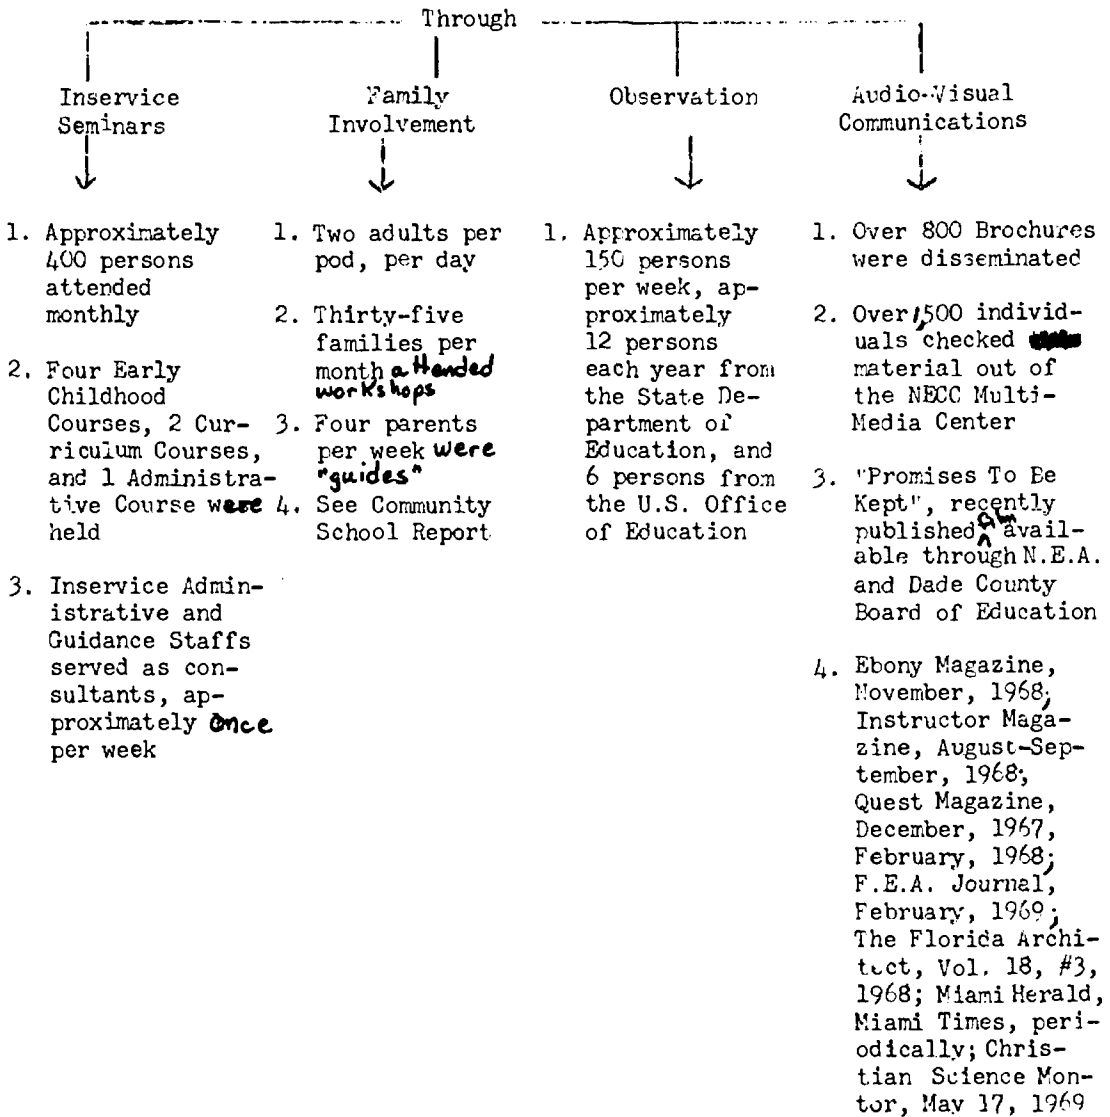 Through
Inservice
Seminars
Family
Involvement
Observation
Audio-Visual
Communications
1. Approximately
400 persons
attended
monthly
2. Four Early
Childhood
Courses, 2 Cur-
riculum Courses,
and 1 Administra-
tive Course were
held
3. Inservice Admin-
istrative and
Guidance Staffs
served as con-
sultants, ap-
proximately once
per week
1. Two adults per
pod, per day
2. Thirty-five
families per
month attended
workshops
3. Four parents
per week were
"guides"
4. See Community
School Report
1. Approximately
150 persons
per week, ap-
proximately
12 persons
each year from
the State De-
partment of
Education, and
6 persons from
the U.S. Office
of Education
1. Over 800 Brochures
were disseminated
2. Over 1,500 individ-
uals checked
material out of
the NECC Multi-
Media Center
3. "Promises To Be
Kept", recently
published avail-
able through N.E.A.
and Dade County
Board of Education
4. Ebony Magazine,
November, 1968;
Instructor Maga-
zine, August-Sep-
tember, 1968;
Quest Magazine,
December, 1967,
February, 1968;
F.E.A. Journal,
February, 1969;
The Florida Archi-
tect, Vol. 18, #3,
1968; Miami Herald,
Miami Times, peri-
odically; Chris-
tian Science Mon-
tor, May 17, 1969